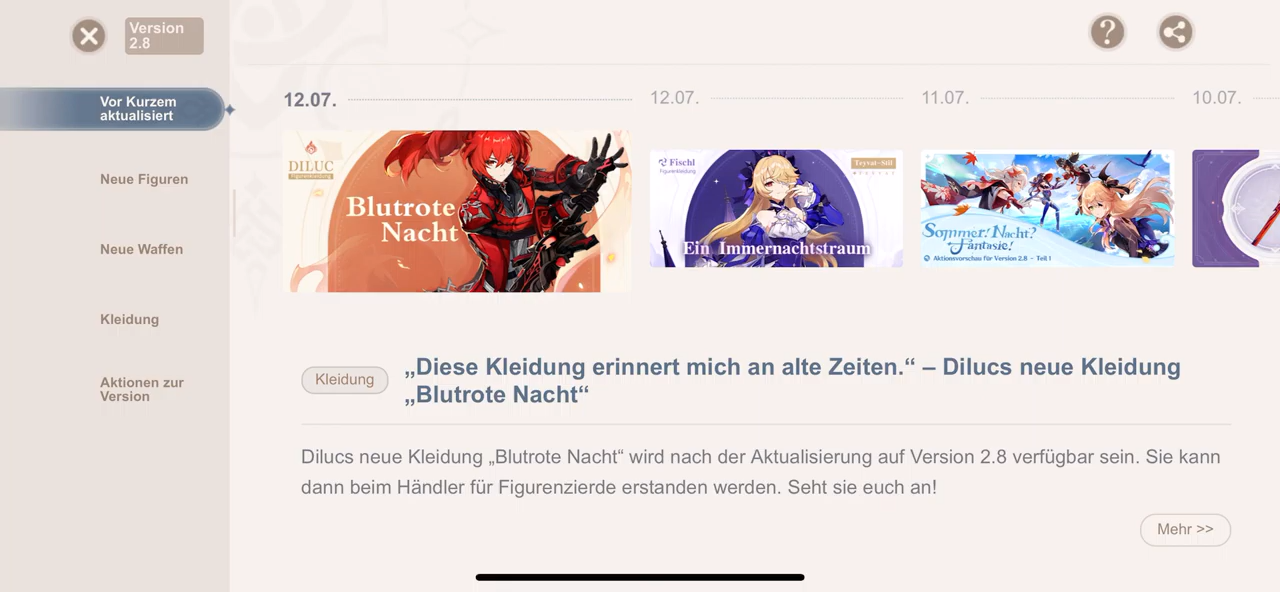 Version
2.8
Vor Kurzem
aktualisiert
Neue Figuren
Neue Waffen
Kleidung
Aktionen zur
Version
12.07.
12.07.
11.07.
10.07.
DILUC
Figurenkleidung
Blutrote
Nacht
Fischl
Figurenkleidung
Teyvat-Stil
Ein Immernachtstraum
Sommer! Nacht?
Fantasie!
Aktionsvorschau für Version 2.8 - Teil 1
Kleidung
„Diese Kleidung erinnert mich an alte Zeiten.“ – Dilucs neue Kleidung
„Blutrote Nacht“
Dilucs neue Kleidung „Blutrote Nacht“ wird nach der Aktualisierung auf Version 2.8 verfügbar sein. Sie kann
dann beim Händler für Figurenzierde erstanden werden. Seht sie euch an!
Mehr >>